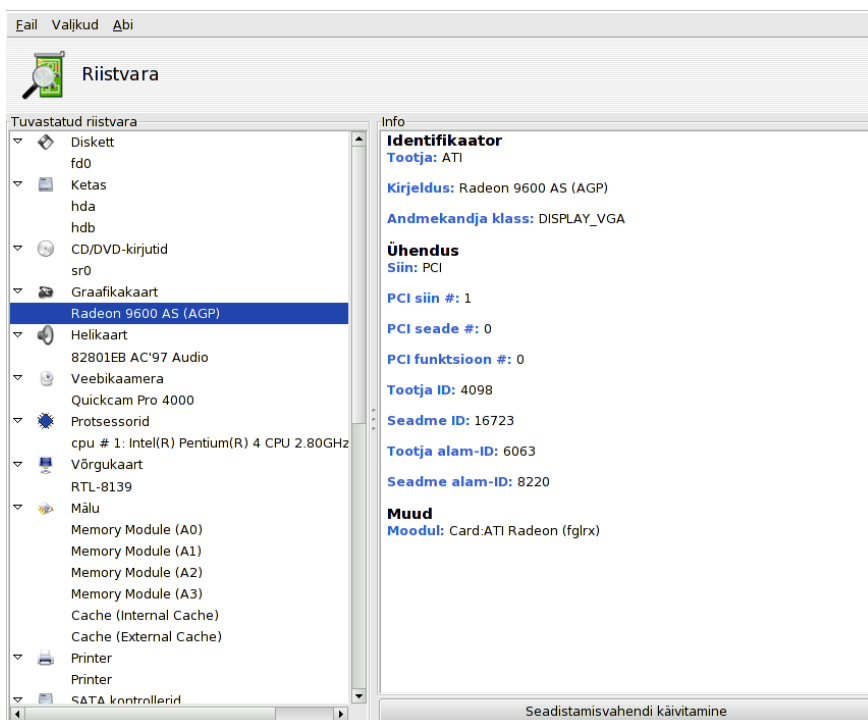 Fail Valikud Abi
Riistvara
Tuvastatud riistvara
Diskett
fd0
Ketas
hda
hdb
CD/DVD-kirjutid
sr0
Graafikakaart
Radeon 9600 AS (AGP)
Helikaart
82801EB AC'97 Audio
Veebikaamera
Quickcam Pro 4000
Protsessorid
cpu # 1: Intel(R) Pentium(R) 4 CPU 2.80GHz
Võrgukaart
RTL-8139
Mälu
Memory Module (A0)
Memory Module (A1)
Memory Module (A2)
Memory Module (A3)
Cache (Internal Cache)
Cache (External Cache)
Printer
Printer
SATA kontrollerid
Info
Identifikaator
Tootja: ATI
Kirjeldus: Radeon 9600 AS (AGP)
Andmekandja klass: DISPLAY_VGA
Ühendus
Siin: PCI
PCI siin #: 1
PCI seade #: 0
PCI funktsioon #: 0
Tootja ID: 4098
Seadme ID: 16723
Tootja alam-ID: 6063
Seadme alam-ID: 8220
Muud
Moodul: Card:ATI Radeon (fglrx)
Seadistamisvahendi käivitamine